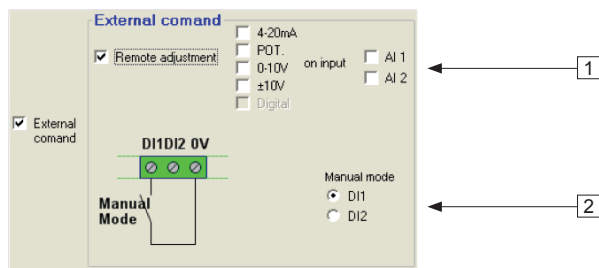 External comand
4-20mA
POT.
0-10V
±10V
Digital
Remote adjustment
on input
AI 1
AI 2
1
External
comand
DI1DI2 0V
Manual
Mode
Manual mode
DI1
DI2
2